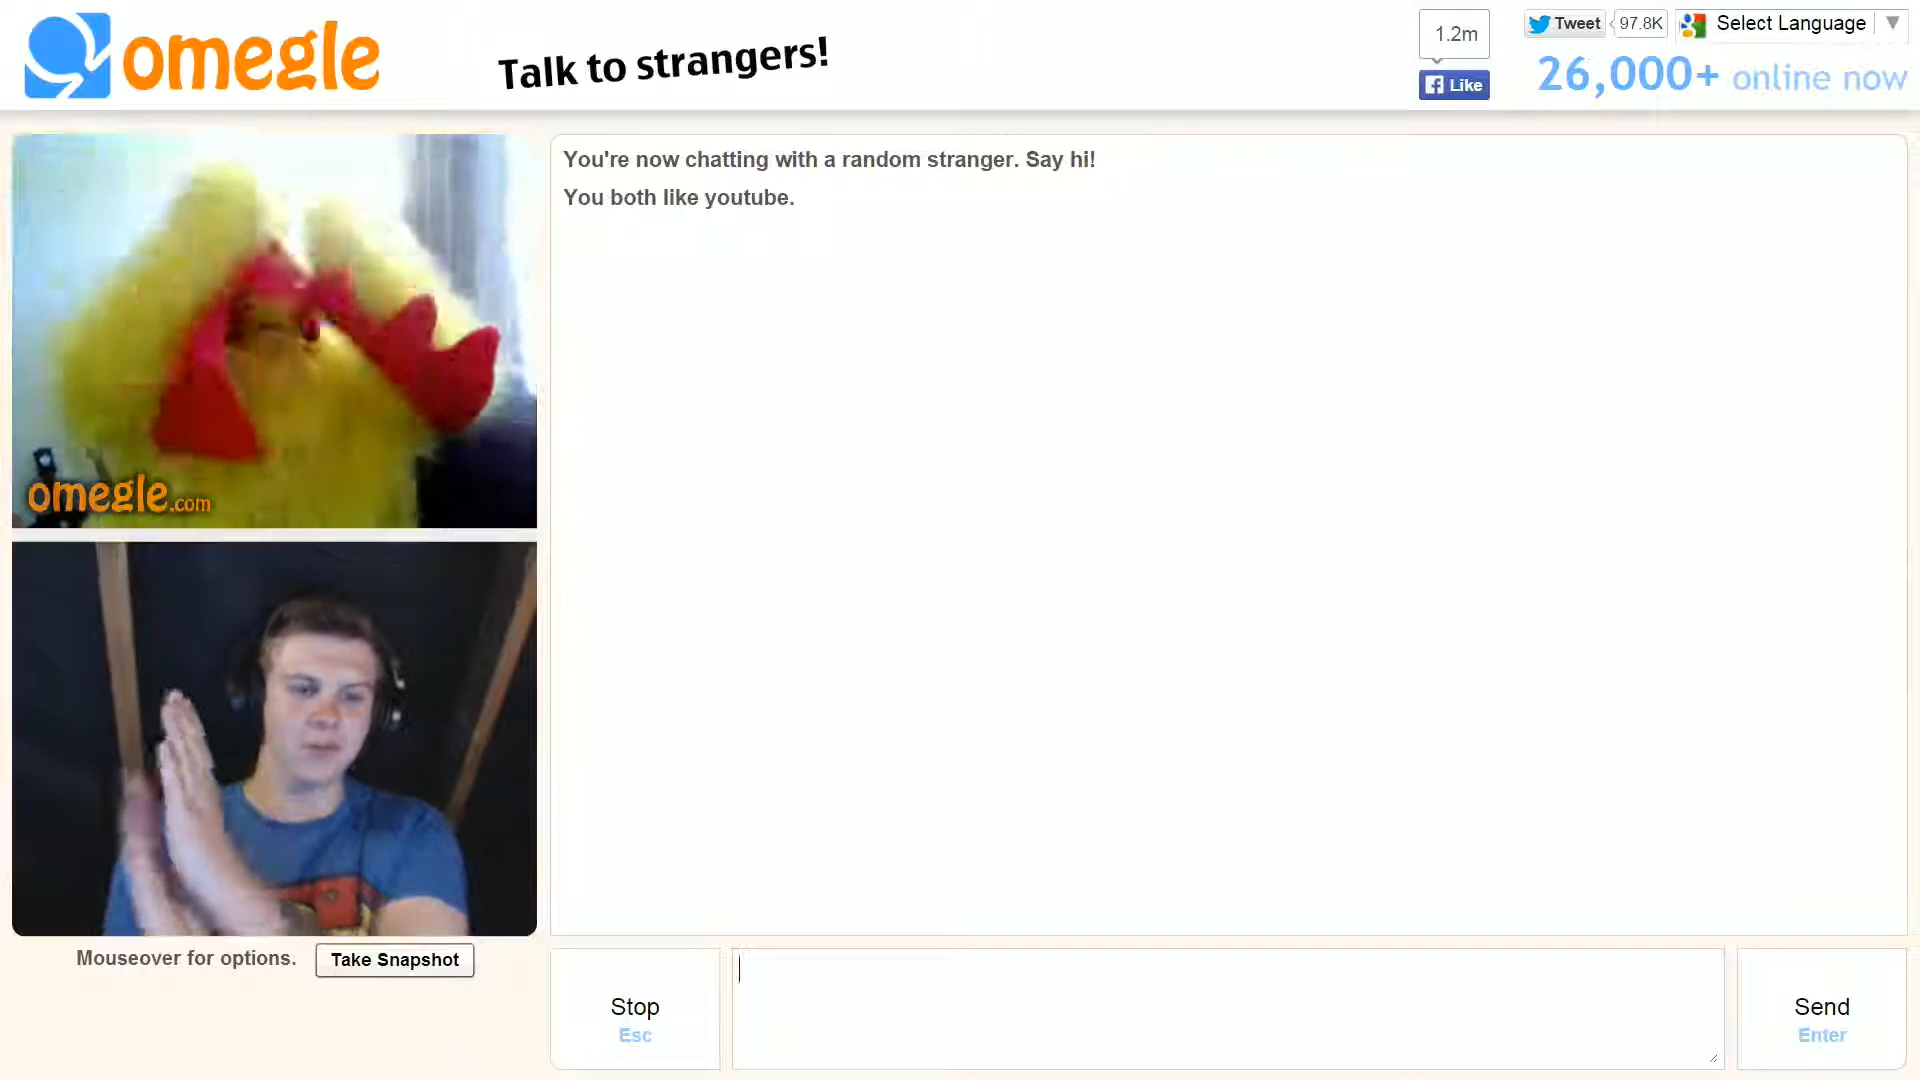 omegle
Talk to strangers!
1.2m
Like
Tweet
97.8K
Select Language
26,000+ online now
omegle.com
You're now chatting with a random stranger. Say hi!
You both like youtube.
Mouseover for options.
Take Snapshot
Stop
Esc
Send
Enter